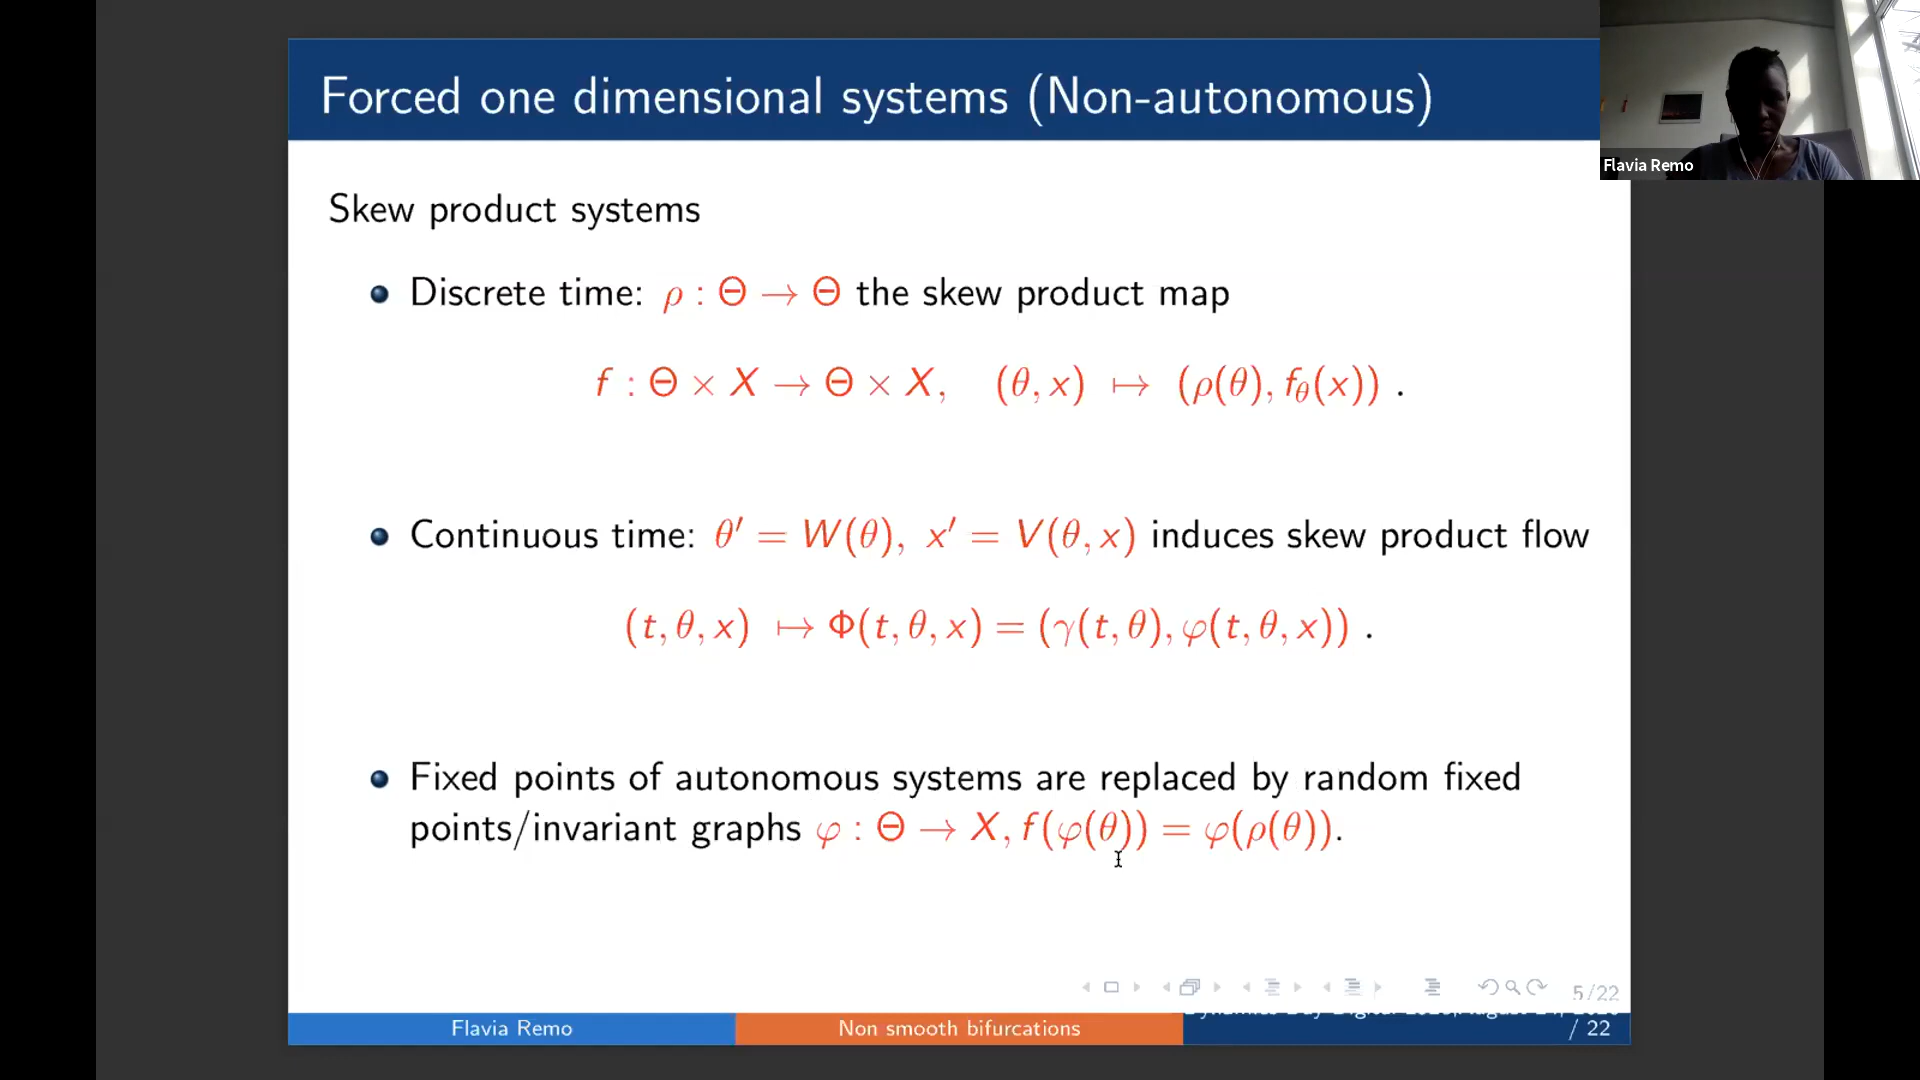 Forced one dimensional systems (Non-autonomous)
Flavia Remo
Skew product systems
Discrete time: ρ : Θ → Θ the skew product map
f : Θ × X → Θ × X, (θ, x) ↦ (ρ(θ), f_θ(x)) .
Continuous time: θ′ = W(θ), x′ = V(θ, x) induces skew product flow
(t, θ, x) ↦ Φ(t, θ, x) = (γ(t, θ), φ(t, θ, x)) .
Fixed points of autonomous systems are replaced by random fixed
points/invariant graphs φ : Θ → X, f(φ(θ)) = φ(ρ(θ)).
5/22
Flavia Remo
Non smooth bifurcations
/ 22